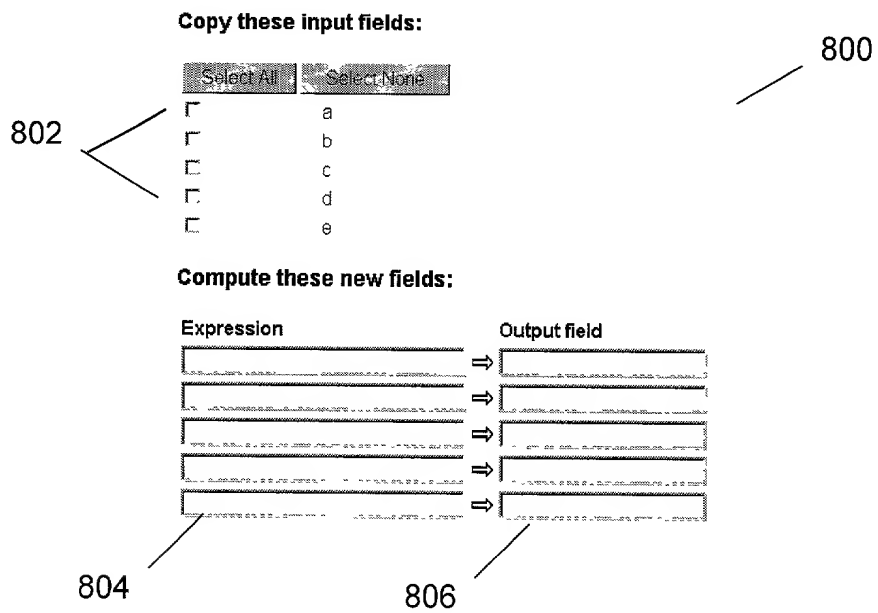 Copy these input fields:
800
Select All Select None
802
a
b
c
d
e
Compute these new fields:
Expression Output field
⇨
⇨
⇨
⇨
⇨
804
806